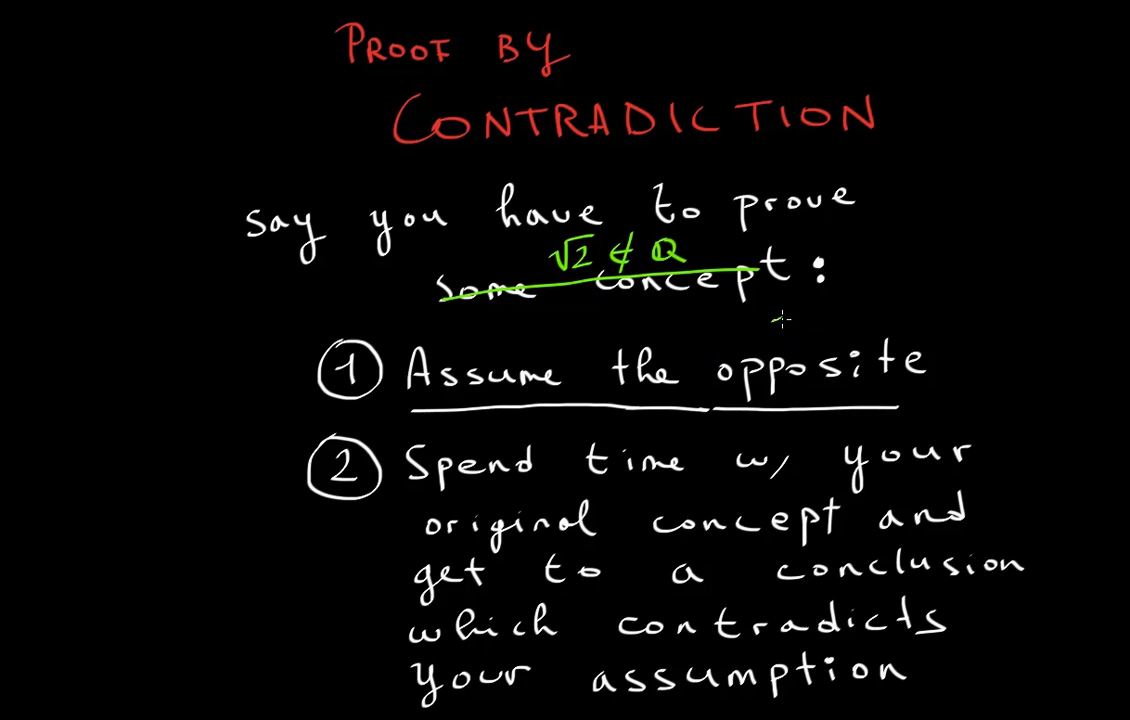 PROOF BY
CONTRADICTION
say you have to prove
√2 ∉ ℚ
some concept:
1 Assume the opposite
2 Spend time w/ your
original concept and
get to a conclusion
which contradicts
your assumption